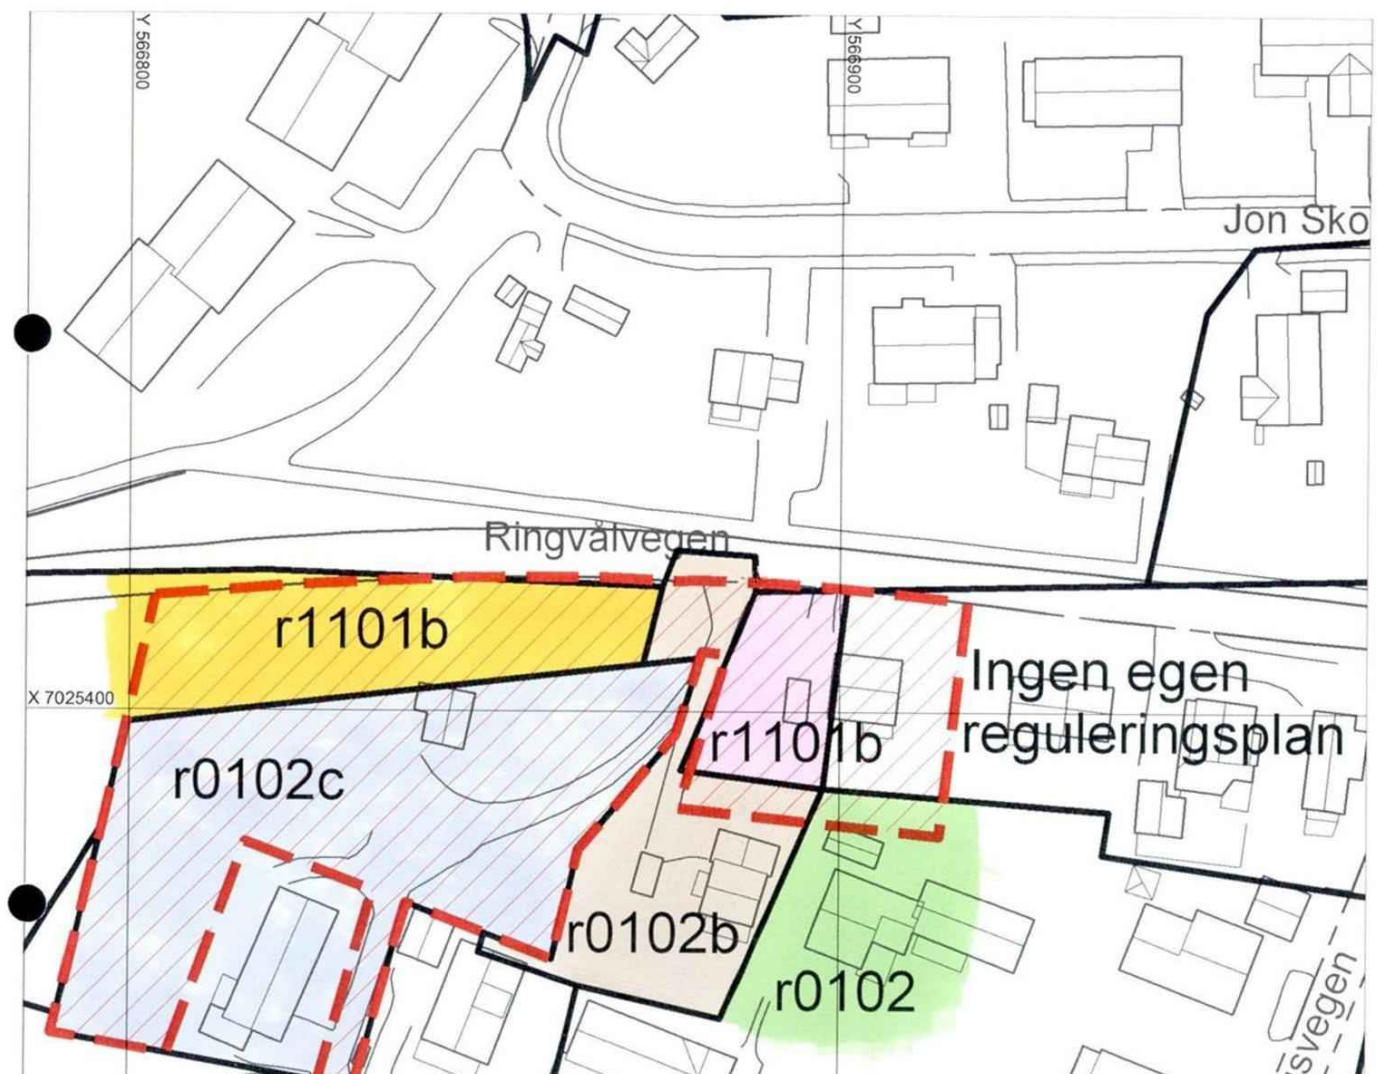 Y 566800
Y 566900
Jon Sko
Ringvålvegen
r1101b
Ingen egen
reguleringsplan
X 7025400
r1101b
r0102c
r0102b
r0102
svegen